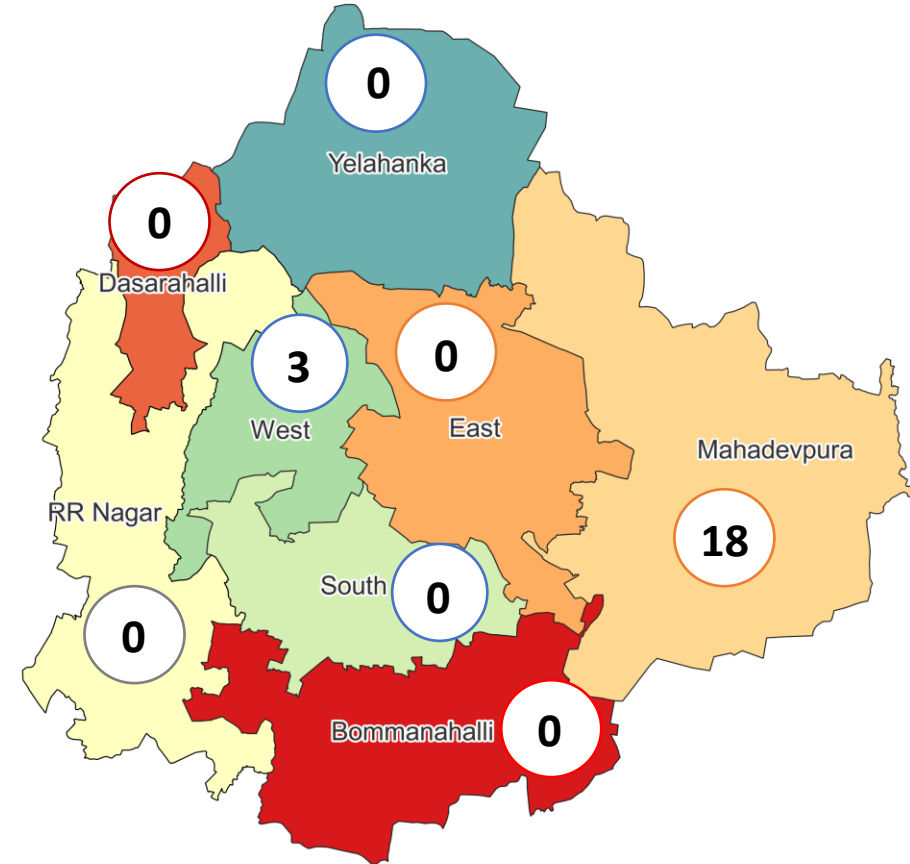 0
Yelahanka
0
Dasarahalli
3
West
0
East
Mahadevpura
18
RR Nagar
0
South
0
Bommanahalli
0